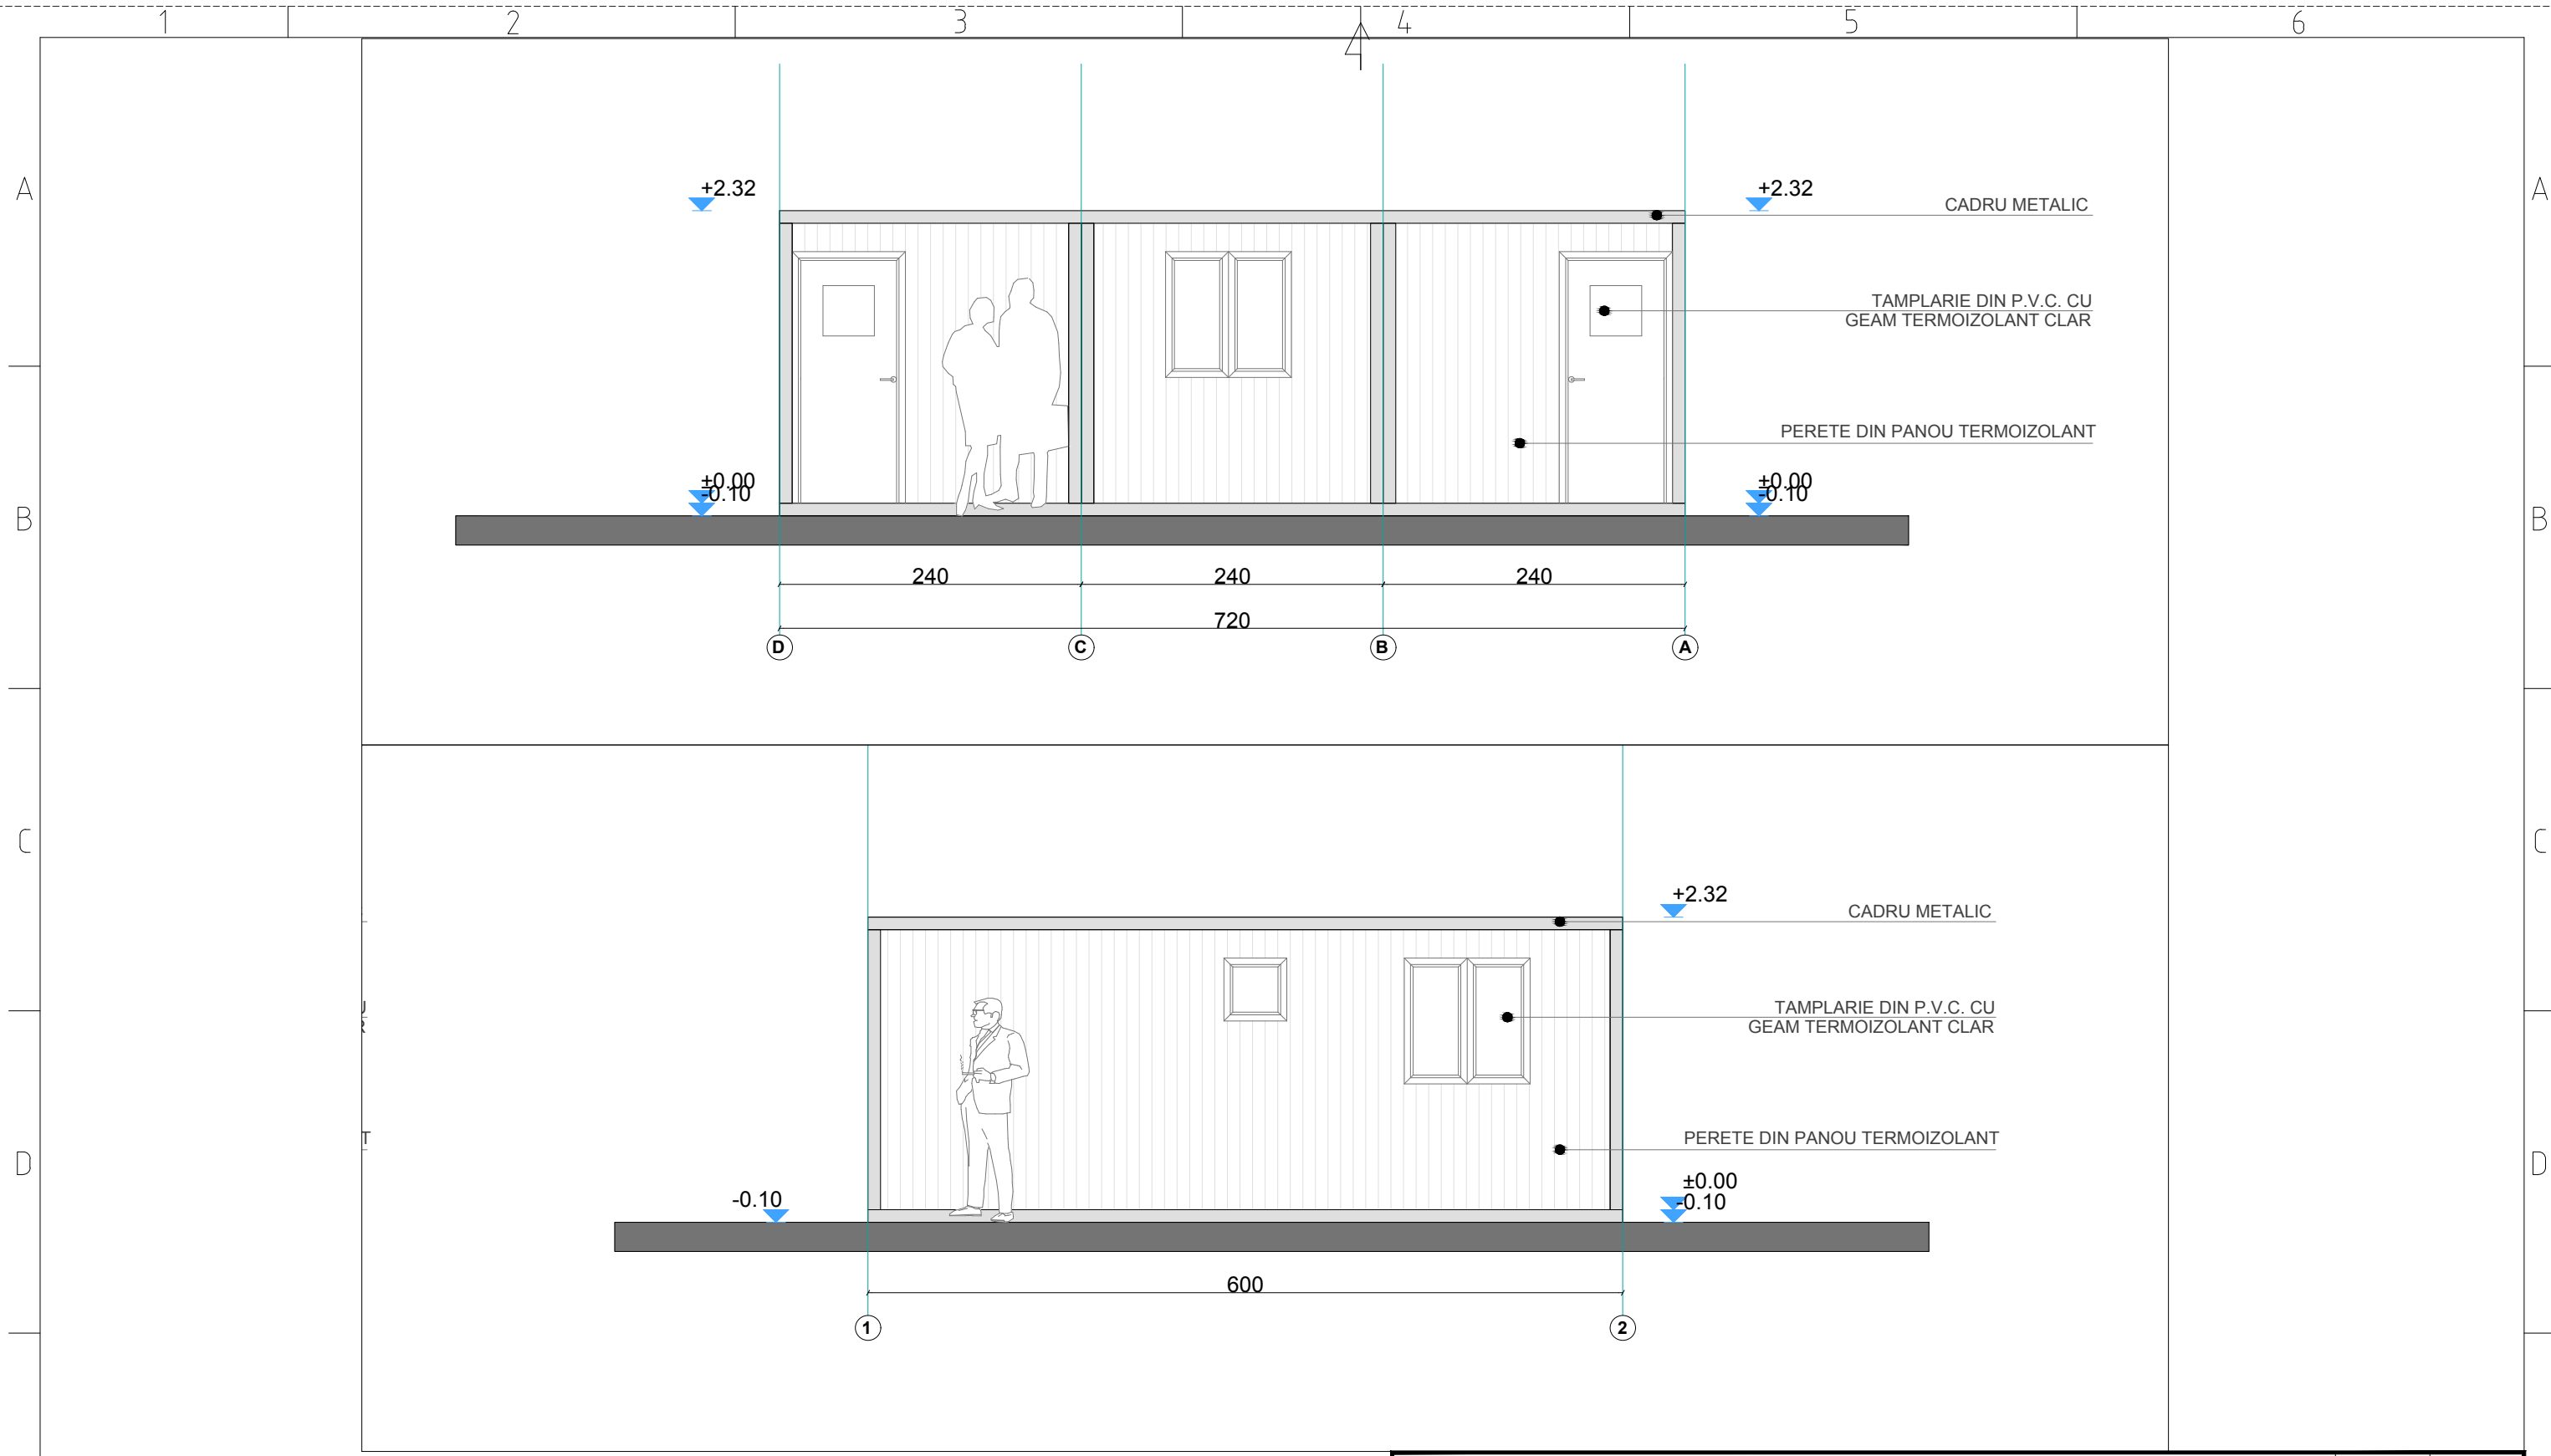 1 2 3 4 5 6
A A
+2.32 +2.32
CADRU METALIC
TAMPLARIE DIN P.V.C. CU
GEAM TERMOIZOLANT CLAR
PERETE DIN PANOU TERMOIZOLANT
±0.00 ±0.00
-0.10 -0.10
B B
240 240 240
720
D C B A
C C
+2.32
CADRU METALIC
TAMPLARIE DIN P.V.C. CU
GEAM TERMOIZOLANT CLAR
T
PERETE DIN PANOU TERMOIZOLANT
D D
±0.00
-0.10 -0.10
600
1 2